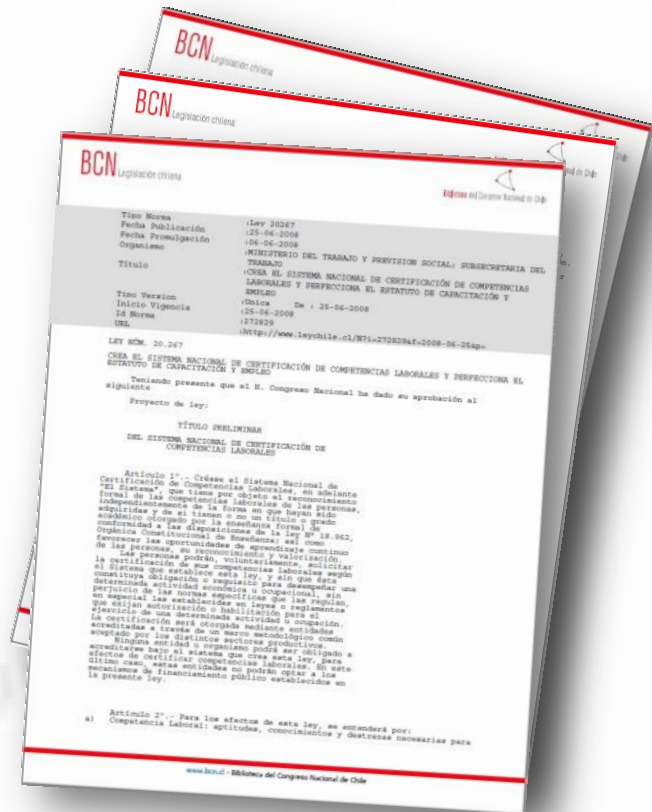 BCN Legislación chilena
BCN Legislación chilena
BCN Legislación chilena
Biblioteca del Congreso Nacional de Chile
Tipo Norma :Ley 20267
Fecha Publicación :25-06-2008
Fecha Promulgación :06-06-2008
Organismo :MINISTERIO DEL TRABAJO Y PREVISION SOCIAL; SUBSECRETARIA DEL
TRABAJO
Título :CREA EL SISTEMA NACIONAL DE CERTIFICACIÓN DE COMPETENCIAS
LABORALES Y PERFECCIONA EL ESTATUTO DE CAPACITACIÓN Y
EMPLEO
Tipo Version :Unica De : 25-06-2008
Inicio Vigencia :25-06-2008
Id Norma :272829
URL :http://www.leychile.cl/N?i=272829&f=2008-06-25&p=
LEY NÚM. 20.267
CREA EL SISTEMA NACIONAL DE CERTIFICACIÓN DE COMPETENCIAS LABORALES Y PERFECCIONA EL
ESTATUTO DE CAPACITACIÓN Y EMPLEO
Teniendo presente que el H. Congreso Nacional ha dado su aprobación al
siguiente
Proyecto de ley:
TÍTULO PRELIMINAR
DEL SISTEMA NACIONAL DE CERTIFICACIÓN DE
COMPETENCIAS LABORALES
Artículo 1°.- Créase el Sistema Nacional de
Certificación de Competencias Laborales, en adelante
"El Sistema", que tiene por objeto el reconocimiento
formal de las competencias laborales de las personas,
independientemente de la forma en que hayan sido
adquiridas y de si tienen o no un título o grado
académico otorgado por la enseñanza formal de
conformidad a las disposiciones de la ley N° 18.962,
Orgánica Constitucional de Enseñanza; así como
favorecer las oportunidades de aprendizaje continuo
de las personas, su reconocimiento y valorización.
Las personas podrán, voluntariamente, solicitar
la certificación de sus competencias laborales según
el Sistema que establece esta ley, y sin que ésta
constituya obligación o requisito para desempeñar una
determinada actividad económica u ocupacional, sin
perjuicio de las normas específicas que las regulen,
en especial las establecidas en leyes o reglamentos
que exijan autorización o habilitación para el
ejercicio de una determinada actividad u ocupación.
La certificación será otorgada mediante entidades
acreditadas a través de un marco metodológico común
aceptado por los distintos sectores productivos.
Ninguna entidad u organismo podrá ser obligado a
acreditarse bajo el sistema que crea esta ley, para
efectos de certificar competencias laborales. En este
último caso, estas entidades no podrán optar a los
mecanismos de financiamiento público establecidos en
la presente ley.
Artículo 2°.- Para los efectos de esta ley, se entenderá por:
a) Competencia Laboral: aptitudes, conocimientos y destrezas necesarias para
www.bcn.cl - Biblioteca del Congreso Nacional de Chile